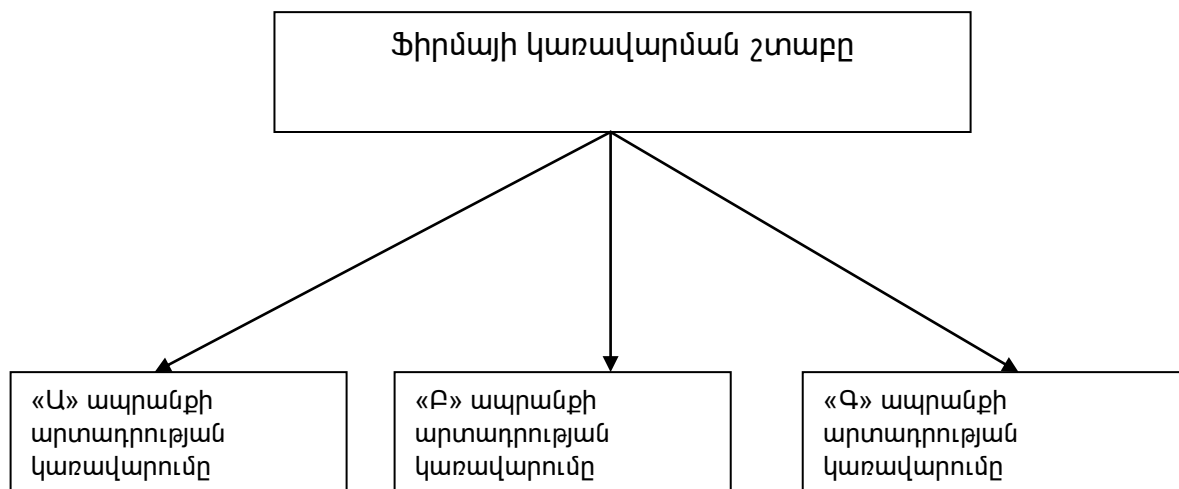 Ֆիրմայի կառավարման շտաբը
«Ա» ապրանքի
արտադրության
կառավարումը
«Բ» ապրանքի
արտադրության
կառավարումը
«Գ» ապրանքի
արտադրության
կառավարումը